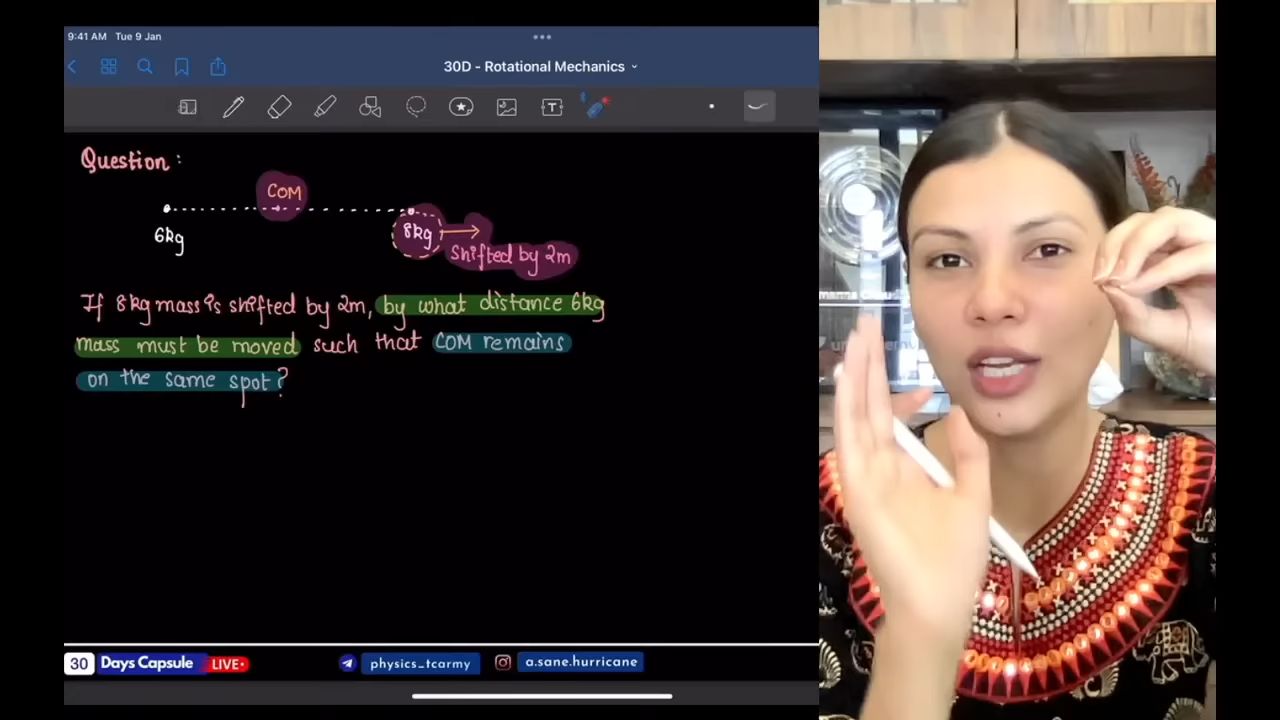 9:41 AM Tue 9 Jan
30D - Rotational Mechanics
Question:
COM
6kg
8kg
Shifted by 2m
If 8kg mass is shifted by 2m, by what distance 6kg
mass must be moved such that COM remains
on the same spot?
30 Days Capsule LIVE
physics_tcarmy
a.sane.hurricane